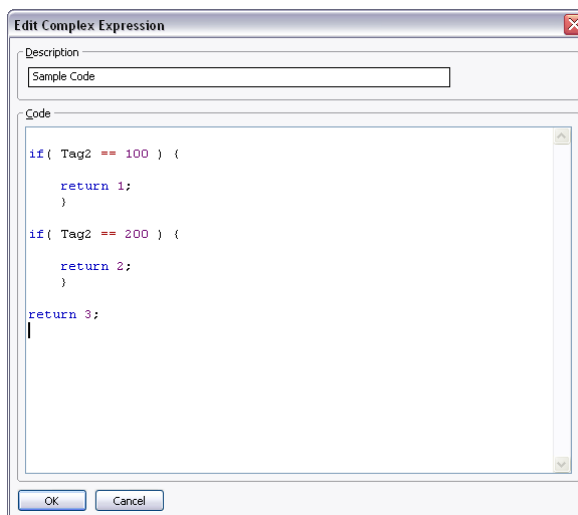 Edit Complex Expression
Description
Sample Code
Code
if( Tag2 == 100 ) {
return 1;
}
if( Tag2 == 200 ) {
return 2;
}
return 3;
OK Cancel